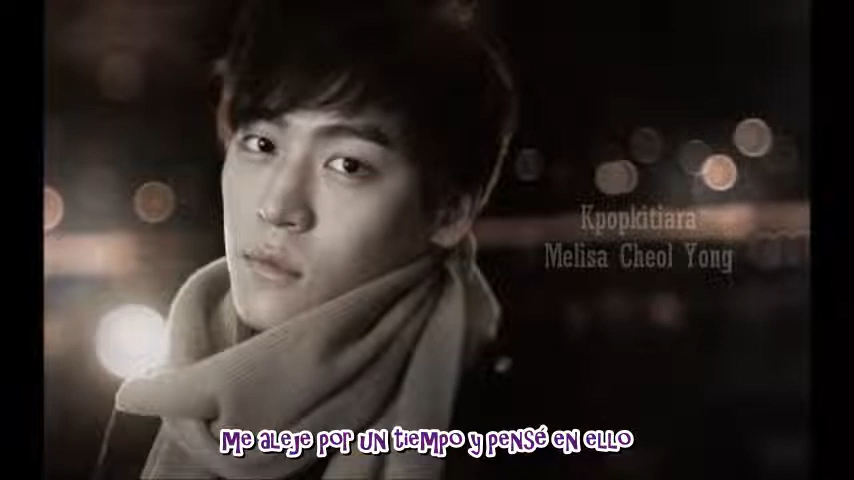 Kpopkitiara
Melisa Cheol Yong
Me aleje por un tiempo y pensé en ello